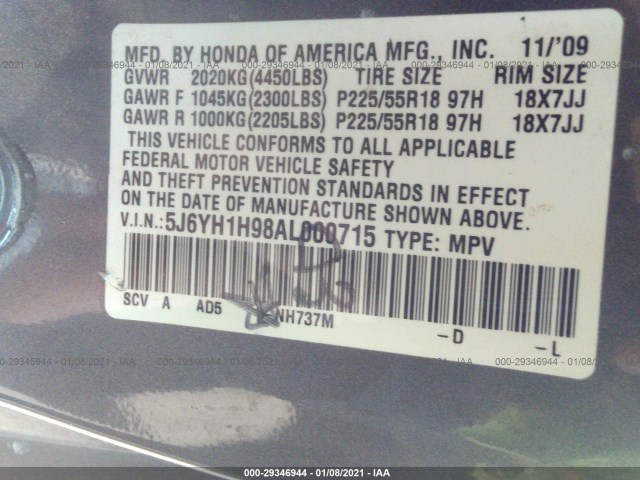 MFD. BY HONDA OF AMERICA MFG., INC. 11/'09
GVWR 2020KG(4450LBS) TIRE SIZE RIM SIZE
GAWR F 1045KG(2300LBS) P225/55R18 97H 18X7JJ
GAWR R 1000KG(2205LBS) P225/55R18 97H 18X7JJ
THIS VEHICLE CONFORMS TO ALL APPLICABLE
FEDERAL MOTOR VEHICLE SAFETY
AND THEFT PREVENTION STANDARDS IN EFFECT
ON THE DATE OF MANUFACTURE SHOWN ABOVE.
V.I.N.:5J6YH1H98AL000715 TYPE: MPV
SCV A AD5 NH737M
-D -L
000-29346944 - 01/08/2021 - IAA